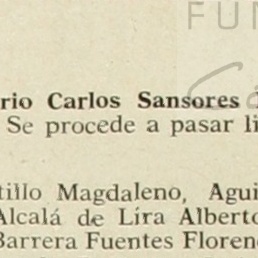 FUN
rio Carlos Sansores
Se procede a pasar li
tillo Magdaleno, Agui
Alcalá de Lira Alberto
Barrera Fuentes Floren